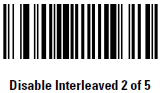 Disable Interleaved 2 of 5